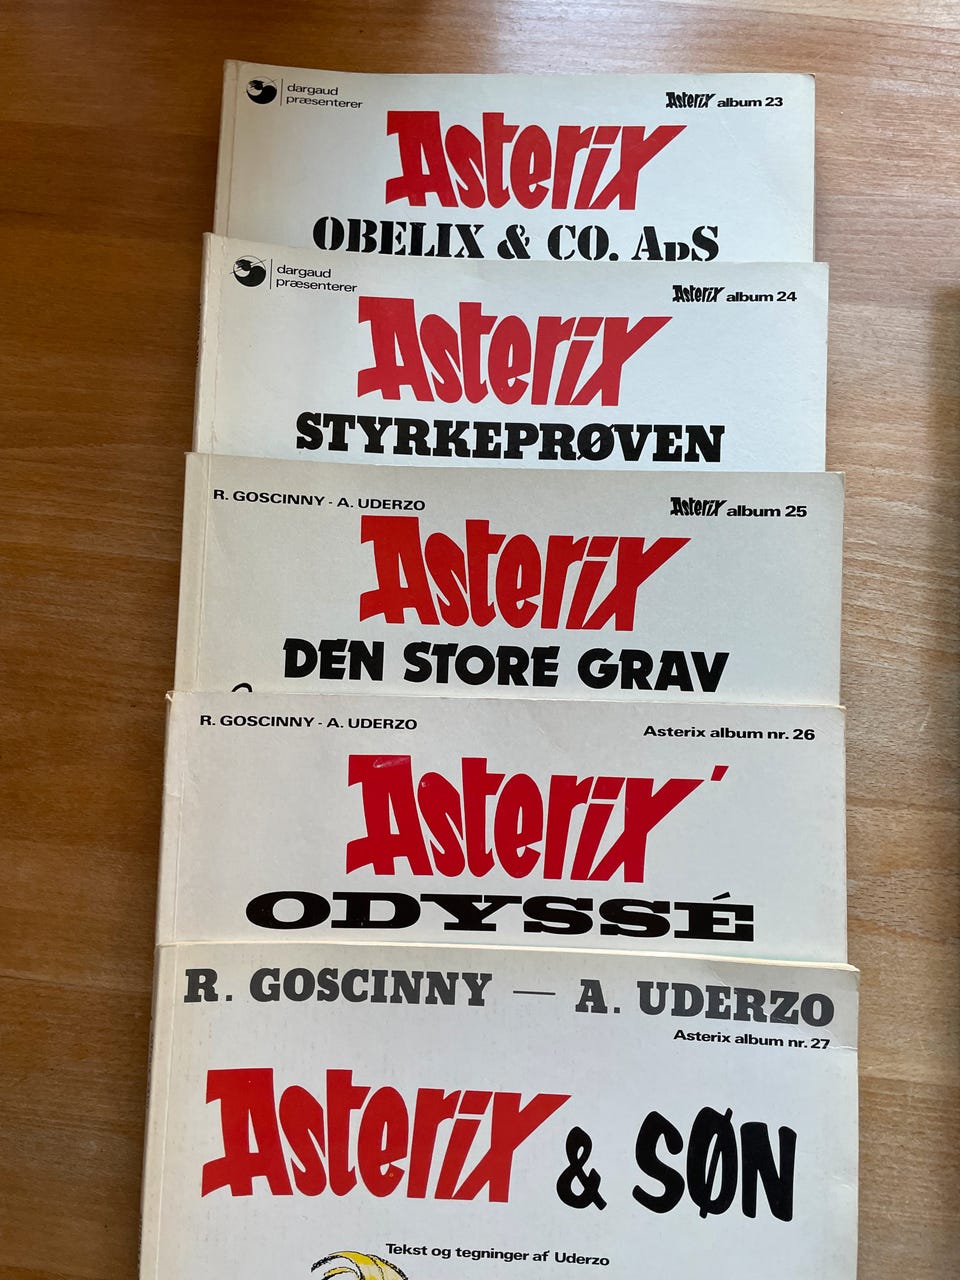 dargaud
præsenterer
Asterix album 23
Asterix
OBELIX & CO. ApS
dargaud
præsenterer
Asterix album 24
Asterix
STYRKEPRØVEN
R. GOSCINNY - A. UDERZO
Asterix album 25
Asterix
DEN STORE GRAV
R. GOSCINNY - A. UDERZO
Asterix album nr. 26
Asterix'
ODYSSÉ
R. GOSCINNY — A. UDERZO
Asterix album nr. 27
Asterix & SØN
Tekst og tegninger af Uderzo